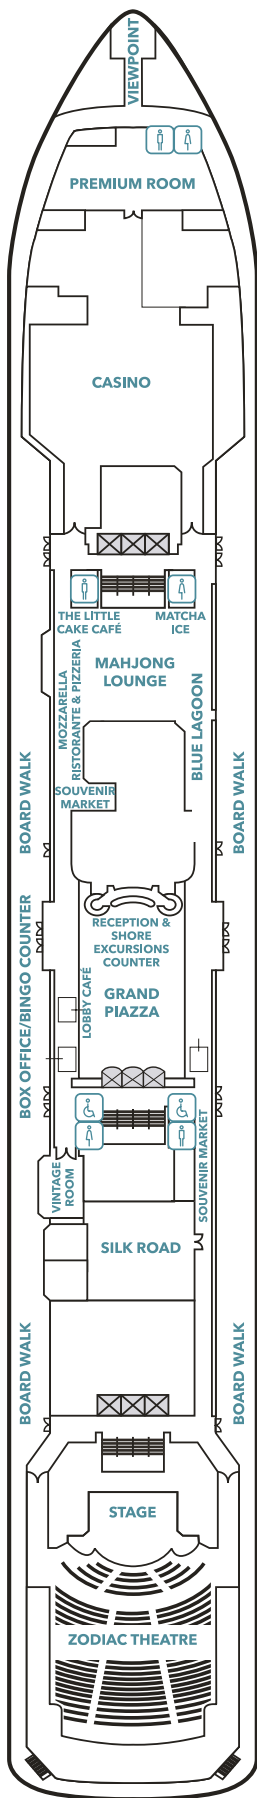 VIEWPOINT
PREMIUM ROOM
CASINO
THE LITTLE
CAKE CAFÉ
MATCHA
ICE
MAHJONG
LOUNGE
MOZZARELLA
RISTORANTE & PIZZERIA
BLUE LAGOON
SOUVENIR
MARKET
BOARD WALK
BOARD WALK
RECEPTION &
SHORE
EXCURSIONS
COUNTER
BOX OFFICE/BINGO COUNTER
LOBBY CAFÉ
GRAND
PIAZZA
SOUVENIR MARKET
VINTAGE
ROOM
SILK ROAD
BOARD WALK
BOARD WALK
STAGE
ZODIAC THEATRE